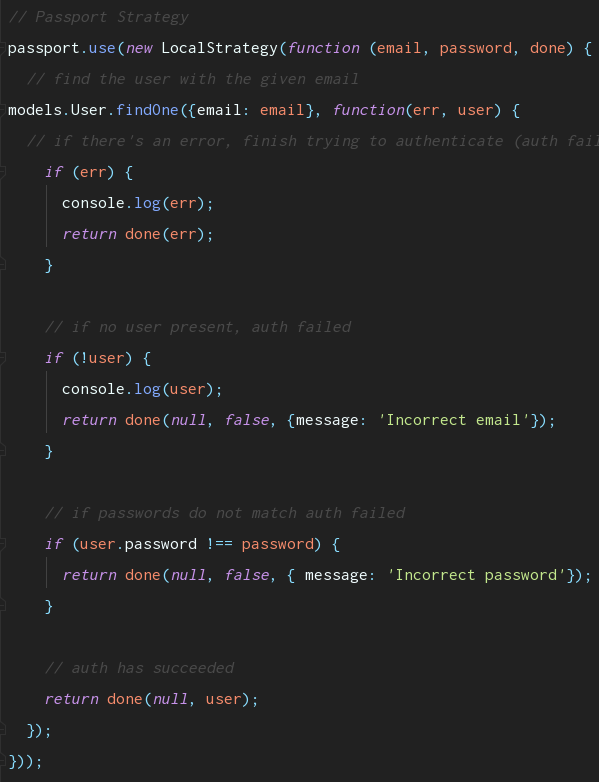 // Passport Strategy
passport.use(new LocalStrategy(function (email, password, done) {
  // find the user with the given email
models.User.findOne({email: email}, function(err, user) {
  // if there's an error, finish trying to authenticate (auth fail
    if (err) {
      console.log(err);
      return done(err);
    }

    // if no user present, auth failed
    if (!user) {
      console.log(user);
      return done(null, false, {message: 'Incorrect email'});
    }

    // if passwords do not match auth failed
    if (user.password !== password) {
      return done(null, false, { message: 'Incorrect password'});
    }

    // auth has succeeded
    return done(null, user);
  });
}));